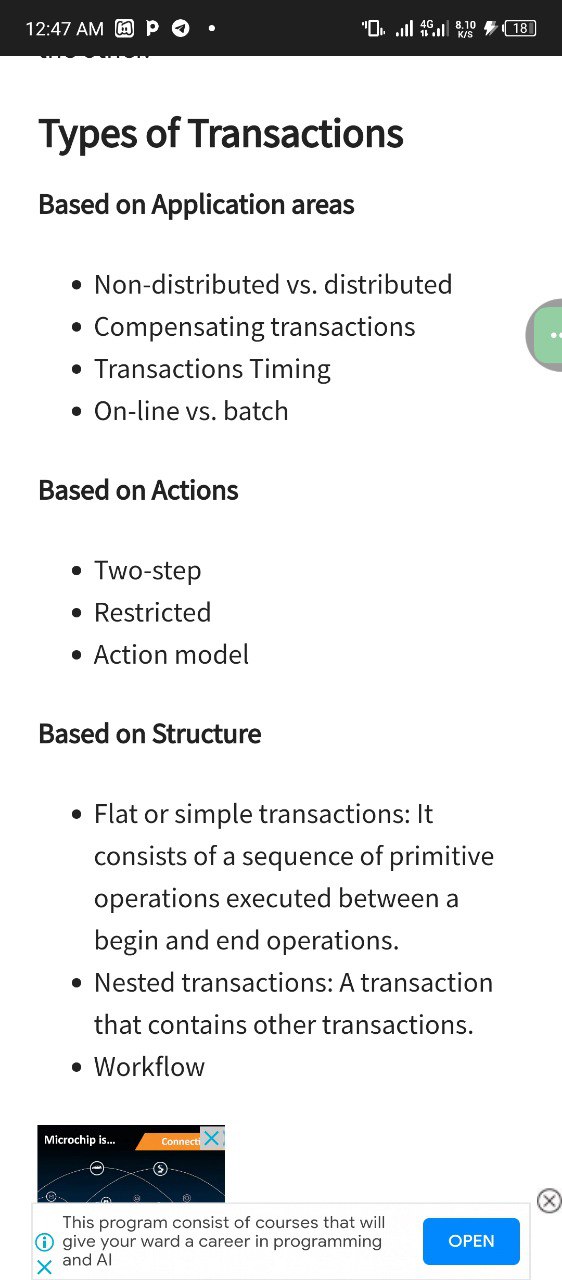 12:47 AM 4G 8.10 K/S 18
Types of Transactions
Based on Application areas
• Non-distributed vs. distributed
• Compensating transactions
• Transactions Timing
• On-line vs. batch
Based on Actions
• Two-step
• Restricted
• Action model
Based on Structure
• Flat or simple transactions: It
consists of a sequence of primitive
operations executed between a
begin and end operations.
• Nested transactions: A transaction
that contains other transactions.
• Workflow
Microchip is... Connecti
This program consist of courses that will
give your ward a career in programming
and AI
OPEN